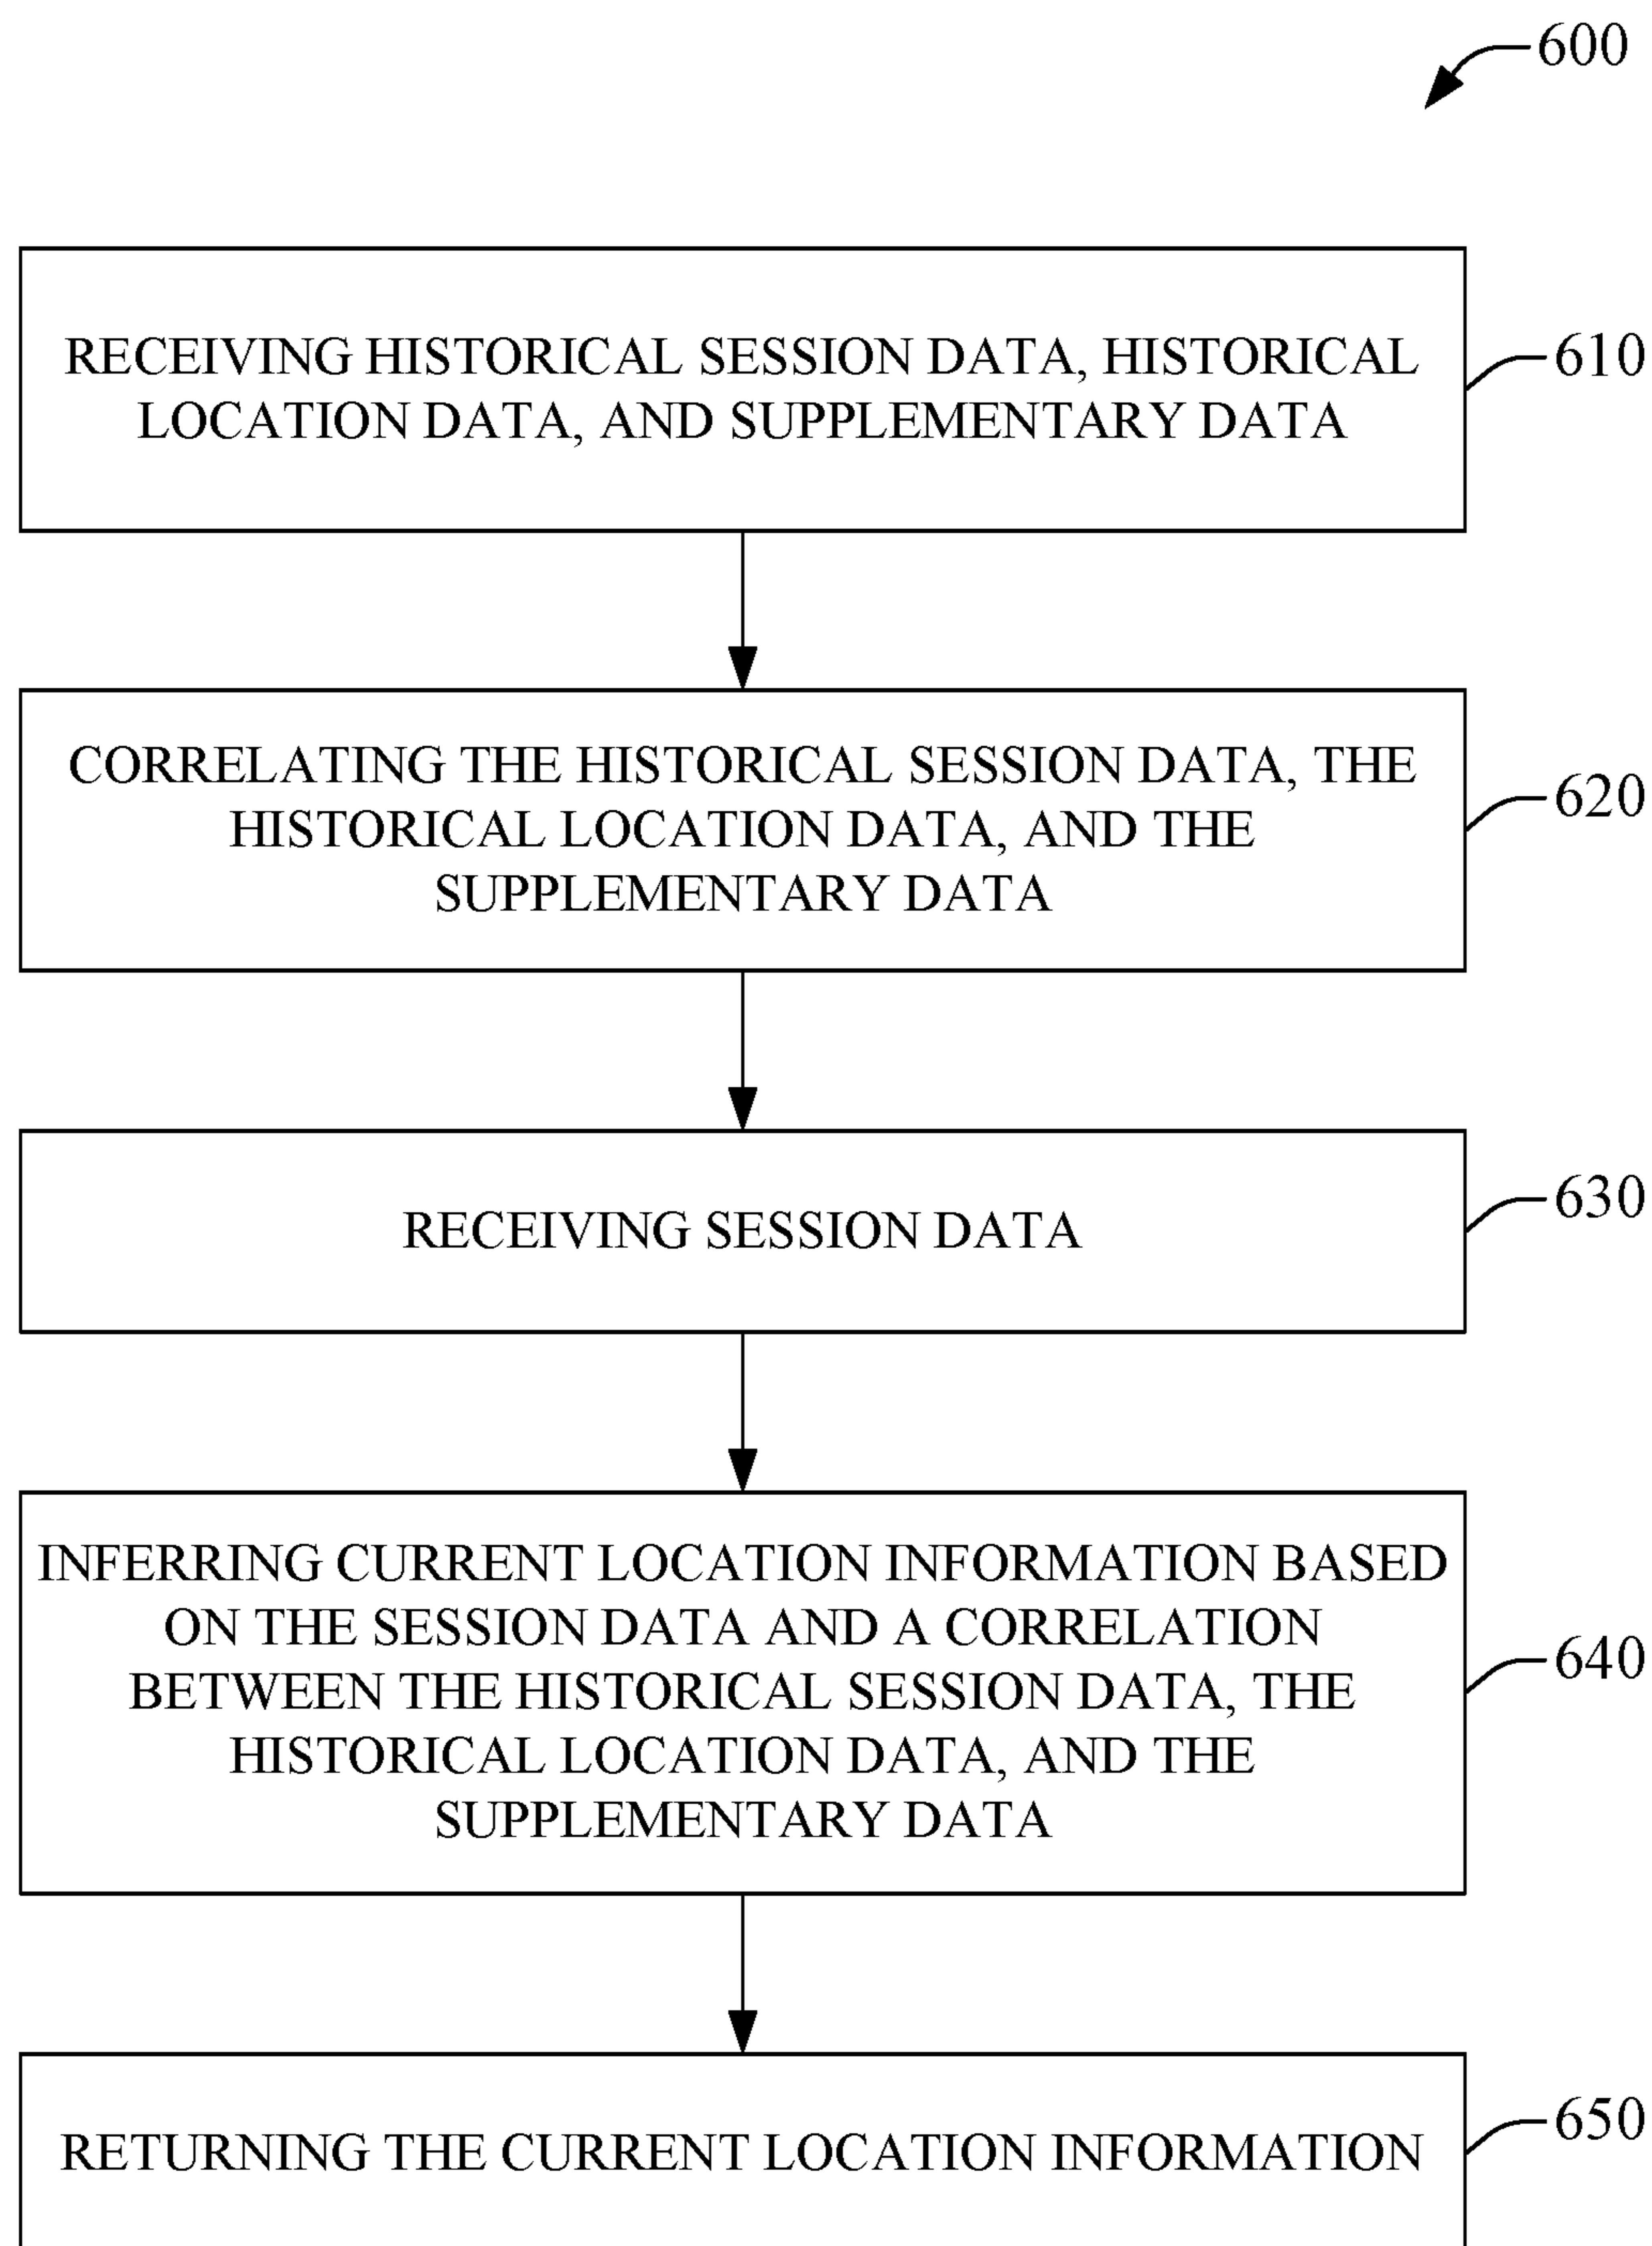 600
RECEIVING HISTORICAL SESSION DATA, HISTORICAL
LOCATION DATA, AND SUPPLEMENTARY DATA
610
CORRELATING THE HISTORICAL SESSION DATA, THE
HISTORICAL LOCATION DATA, AND THE
SUPPLEMENTARY DATA
620
RECEIVING SESSION DATA
630
INFERRING CURRENT LOCATION INFORMATION BASED
ON THE SESSION DATA AND A CORRELATION
BETWEEN THE HISTORICAL SESSION DATA, THE
HISTORICAL LOCATION DATA, AND THE
SUPPLEMENTARY DATA
640
RETURNING THE CURRENT LOCATION INFORMATION
650